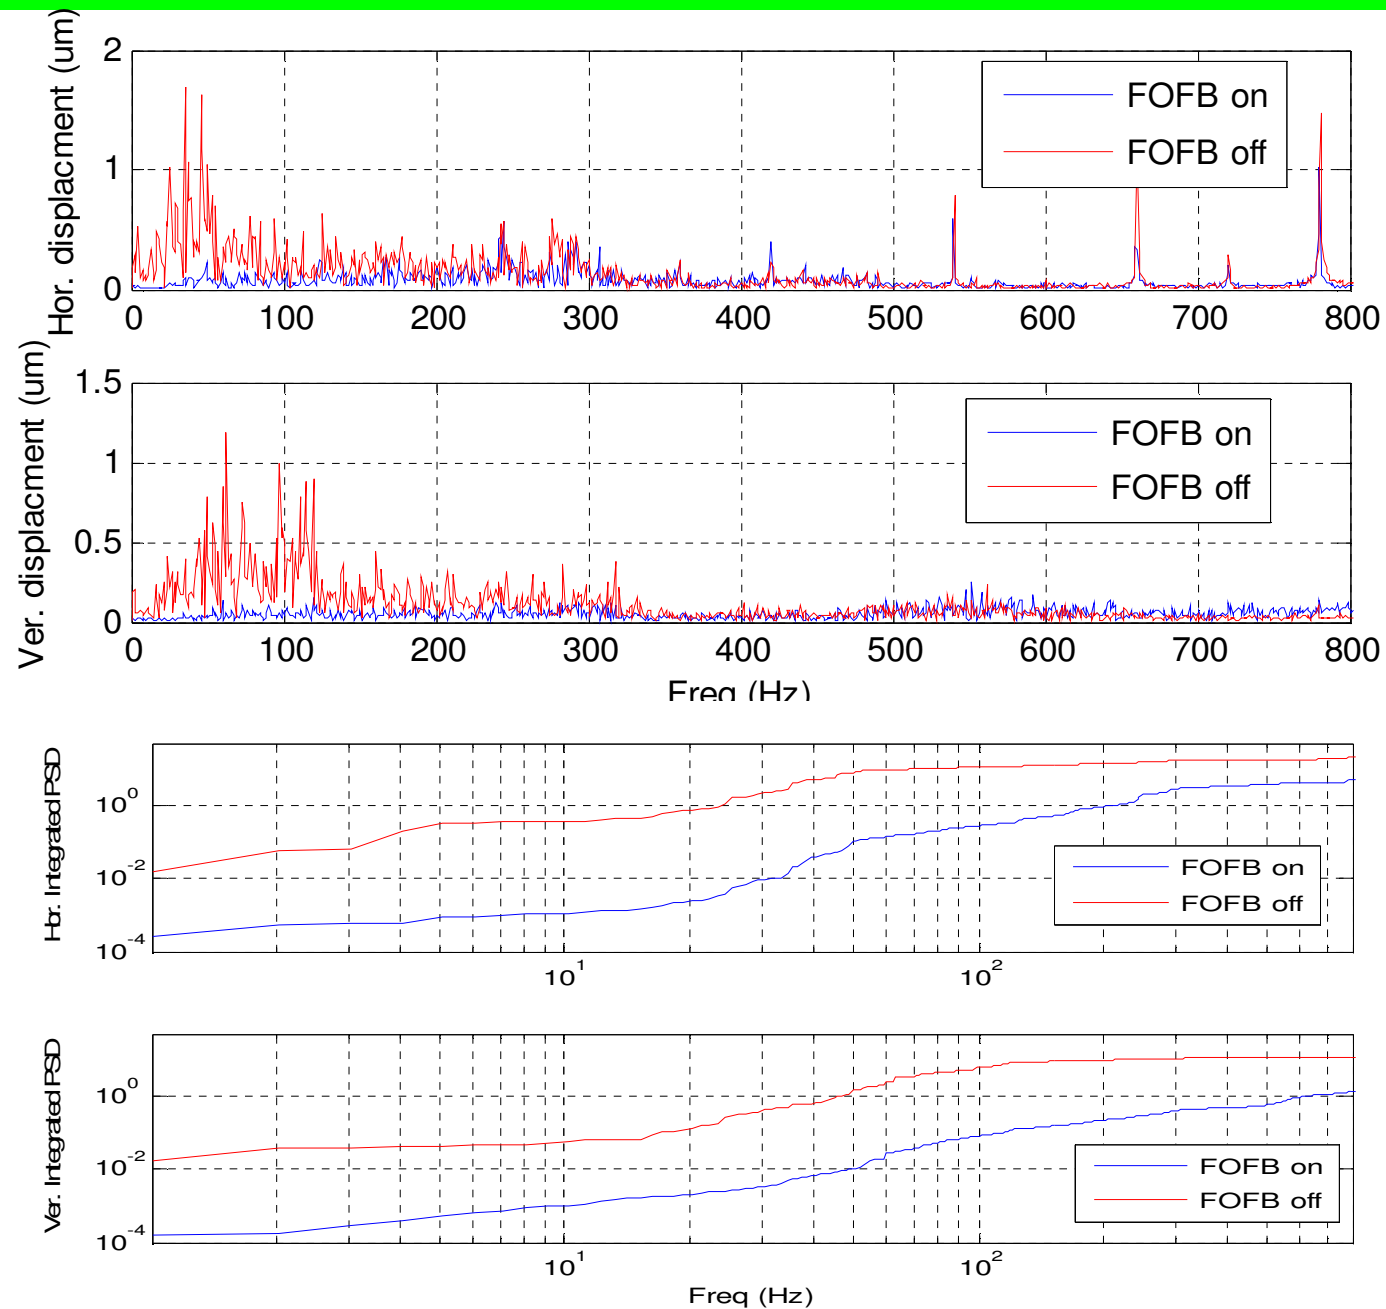 Hor. displacment (um)
2
1
0
FOFB on
FOFB off
0 100 200 300 400 500 600 700 800
Ver. displacment (um)
1.5
1
0.5
0
FOFB on
FOFB off
0 100 200 300 400 500 600 700 800
Freq (Hz)
Hor. Integrated PSD
10^0
10^-2
10^-4
FOFB on
FOFB off
10^1 10^2
Ver. Integrated PSD
10^0
10^-2
10^-4
FOFB on
FOFB off
10^1 10^2
Freq (Hz)